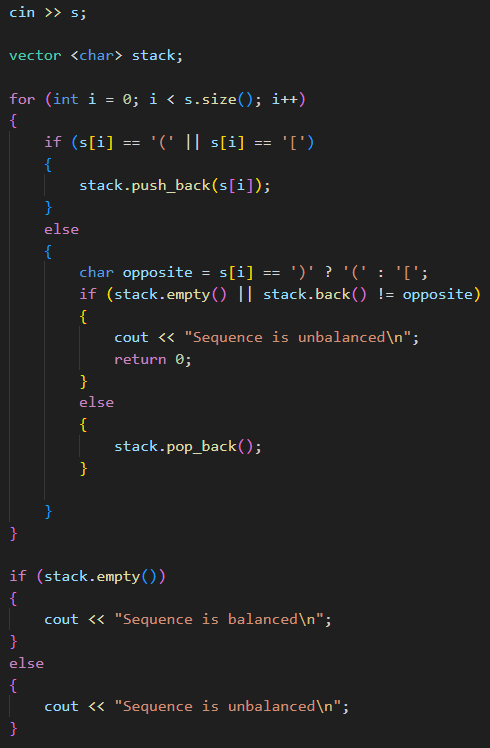 cin >> s;
vector <char> stack;
for (int i = 0; i < s.size(); i++)
{
    if (s[i] == '(' || s[i] == '[')
    {
        stack.push_back(s[i]);
    }
    else
    {
        char opposite = s[i] == ')' ? '(' : '[';
        if (stack.empty() || stack.back() != opposite)
        {
            cout << "Sequence is unbalanced\n";
            return 0;
        }
        else
        {
            stack.pop_back();
        }
    }
}
if (stack.empty())
{
    cout << "Sequence is balanced\n";
}
else
{
    cout << "Sequence is unbalanced\n";
}